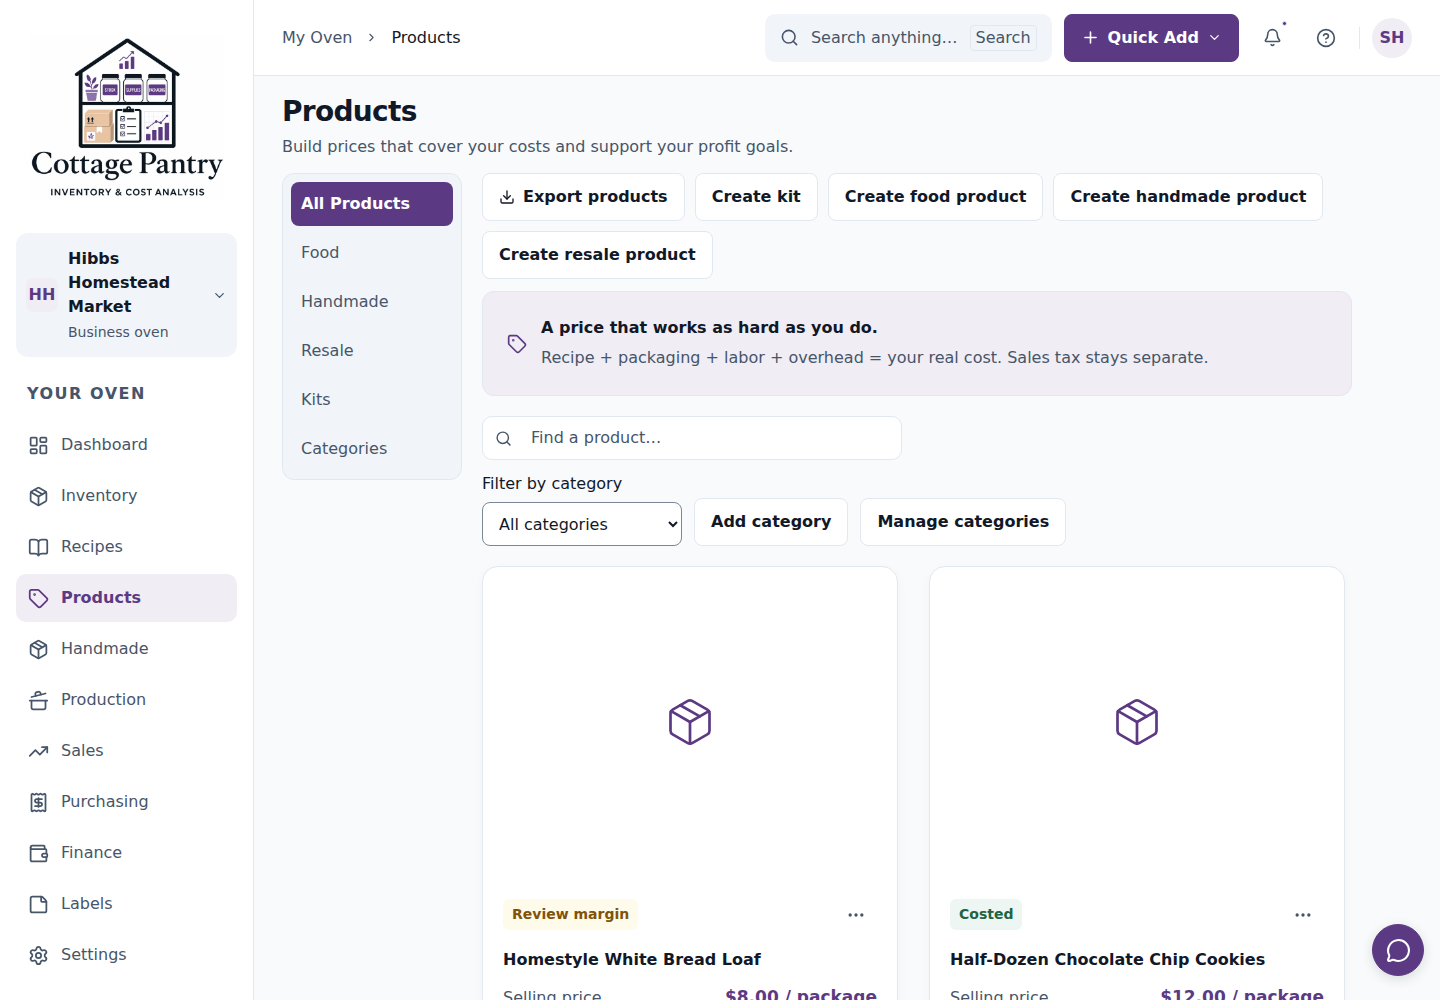 Cottage Pantry
INVENTORY & COST ANALYSIS
HH
Hibbs
Homestead
Market
Business oven
YOUR OVEN
Dashboard
Inventory
Recipes
Products
Handmade
Production
Sales
Purchasing
Finance
Labels
Settings
My Oven > Products
Search anything... Search
+ Quick Add
SH
Products
Build prices that cover your costs and support your profit goals.
All Products
Food
Handmade
Resale
Kits
Categories
Export products
Create kit
Create food product
Create handmade product
Create resale product
A price that works as hard as you do.
Recipe + packaging + labor + overhead = your real cost. Sales tax stays separate.
Find a product...
Filter by category
All categories
Add category
Manage categories
Review margin
Homestyle White Bread Loaf
Selling price $8.00 / package
Costed
Half-Dozen Chocolate Chip Cookies
Selling price $12.00 / package